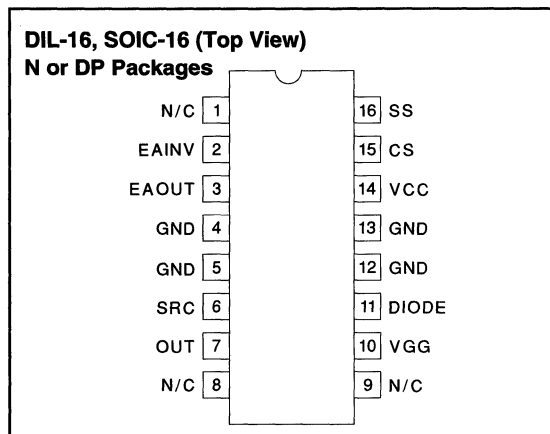 DIL-16, SOIC-16 (Top View)
N or DP Packages
N/C 1 16 SS
EAINV 2 15 CS
EAOUT 3 14 VCC
GND 4 13 GND
GND 5 12 GND
SRC 6 11 DIODE
OUT 7 10 VGG
N/C 8 9 N/C